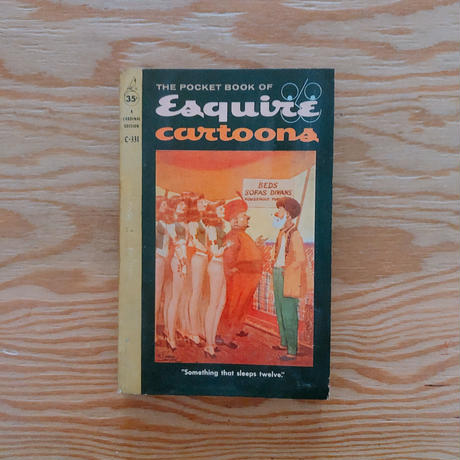 THE POCKET BOOK OF
Esquire
cartoons
35¢
A
CARDINAL
EDITION
C-331
BEDS
SOFAS DIVANS
"Something that sleeps twelve."